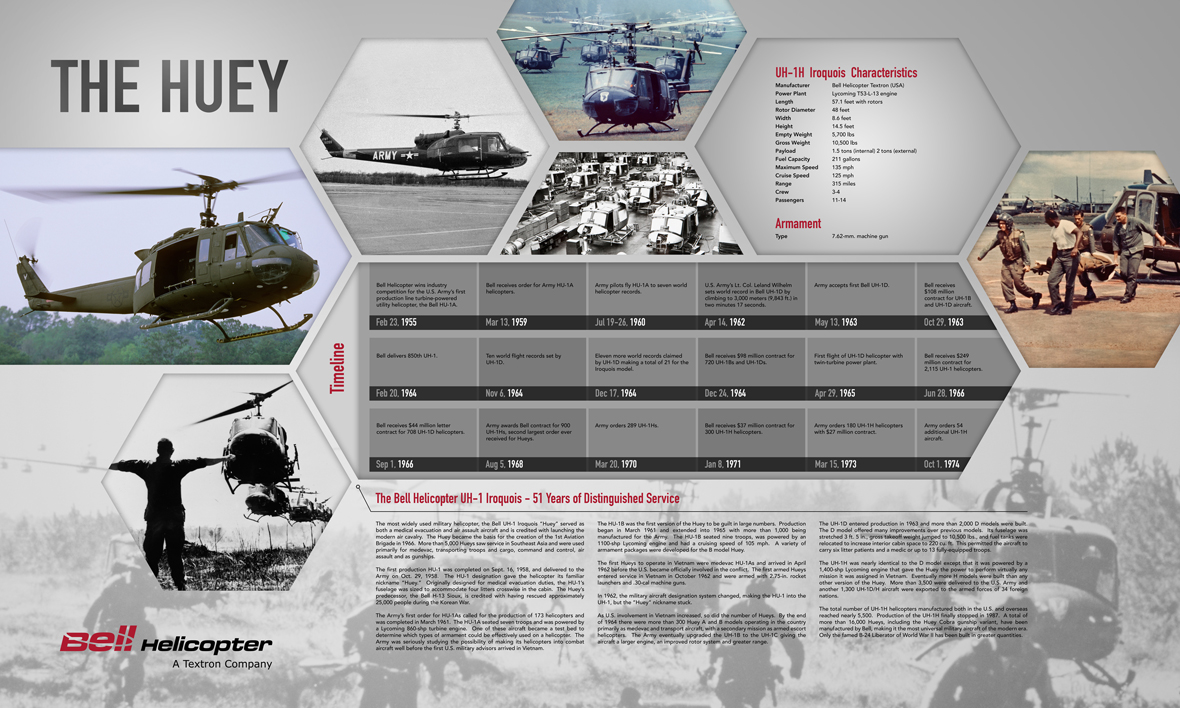 THE HUEY
ARMY
UH-1H Iroquois Characteristics
Manufacturer Bell Helicopter Textron (USA)
Power Plant Lycoming T53-L-13 engine
Length 57.1 feet with rotors
Rotor Diameter 48 feet
Width 8.6 feet
Height 14.5 feet
Empty Weight 5,700 lbs
Gross Weight 10,500 lbs
Payload 1.5 tons (internal) 2 tons (external)
Fuel Capacity 211 gallons
Maximum Speed 135 mph
Cruise Speed 125 mph
Range 315 miles
Crew 3-4
Passengers 11-14
Armament
Type 7.62-mm. machine gun
Timeline
Bell Helicopter wins industry
competition for the U.S. Army's first
production line turbine-powered
utility helicopter, the Bell HU-1A.
Feb 23, 1955
Bell receives order for Army HU-1A
helicopters.
Mar 13, 1959
Army pilots fly HU-1A to seven world
helicopter records.
Jul 19-26, 1960
U.S. Army's Lt. Col. Leland Wilhelm
sets world record in Bell UH-1D by
climbing to 3,000 meters (9,843 ft.) in
two minutes 17 seconds.
Apr 14, 1962
Army accepts first Bell UH-1D.
May 13, 1963
Bell receives
$108 million
contract for UH-1B
and UH-1D aircraft.
Oct 29, 1963
Bell delivers 850th UH-1.
Feb 20, 1964
Ten world flight records set by
UH-1D.
Nov 6, 1964
Eleven more world records claimed
by UH-1D making a total of 21 for the
Iroquois model.
Dec 17, 1964
Bell receives $98 million contract for
720 UH-1Bs and UH-1Ds.
Dec 24, 1964
First flight of UH-1D helicopter with
twin-turbine power plant.
Apr 29, 1965
Bell receives $249
million contract for
2,115 UH-1 helicopters.
Jun 28, 1966
Bell receives $44 million letter
contract for 708 UH-1D helicopters.
Sep 1, 1966
Army awards Bell contract for 900
UH-1Hs, second largest order ever
received for Hueys.
Aug 5, 1968
Army orders 289 UH-1Hs.
Mar 20, 1970
Bell receives $37 million contract for
300 UH-1H helicopters.
Jan 8, 1971
Army orders 180 UH-1H helicopters
with $27 million contract.
Mar 15, 1973
Army orders 54
additional UH-1H
aircraft.
Oct 1, 1974
The Bell Helicopter UH-1 Iroquois - 51 Years of Distinguished Service
The most widely used military helicopter, the Bell UH-1 Iroquois "Huey" served as
both a medical evacuation and air assault aircraft and is credited with launching the
modern air cavalry. The Huey became the basis for the creation of the 1st Aviation
Brigade in 1966. More than 5,000 Hueys saw service in Southeast Asia and were used
primarily for medevac, transporting troops and cargo, command and control, air
assault and as gunships.
The first production HU-1 was completed on Sept. 16, 1958, and delivered to the
Army on Oct. 29, 1958. The HU-1 designation gave the helicopter its familiar
nickname "Huey." Originally designed for medical evacuation duties, the HU-1's
fuselage was sized to accommodate four litters crosswise in the cabin. The Huey's
predecessor, the Bell H-13 Sioux, is credited with having rescued approximately
25,000 people during the Korean War.
The Army's first order for HU-1As called for the production of 173 helicopters and
was completed in March 1961. The HU-1A seated seven troops and was powered by
a Lycoming 860-shp turbine engine. One of these aircraft became a test bed to
determine which types of armament could be effectively used on a helicopter. The
Army was seriously studying the possibility of making its helicopters into combat
aircraft well before the first U.S. military advisors arrived in Vietnam.
The HU-1B was the first version of the Huey to be guilt in large numbers. Production
began in March 1961 and extended into 1965 with more than 1,000 being
manufactured for the Army. The HU-1B seated nine troops, was powered by an
1100-shp Lycoming engine and had a cruising speed of 105 mph. A variety of
armament packages were developed for the B model Huey.
The first Hueys to operate in Vietnam were medevac HU-1As and arrived in April
1962 before the U.S. became officially involved in the conflict. The first armed Hueys
entered service in Vietnam in October 1962 and were armed with 2.75-in. rocket
launchers and .30-cal machine guns.
In 1962, the military aircraft designation system changed, making the HU-1 into the
UH-1, but the "Huey" nickname stuck.
As U.S. involvement in Vietnam increased, so did the number of Hueys. By the end
of 1964 there were more than 300 Huey A and B models operating in the country
primarily as medevac and transport aircraft, with a secondary mission as armed escort
helicopters. The Army eventually upgraded the UH-1B to the UH-1C giving the
aircraft a larger engine, an improved rotor system and greater range.
The UH-1D entered production in 1963 and more than 2,000 D models were built.
The D model offered many improvements over previous models. Its fuselage was
stretched 3 ft. 5 in., gross takeoff weight jumped to 10,500 lbs., and fuel tanks were
relocated to increase interior cabin space to 220 cu. ft. This permitted the aircraft to
carry six litter patients and a medic or up to 13 fully-equipped troops.
The UH-1H was nearly identical to the D model except that it was powered by a
1,400-shp Lycoming engine that gave the Huey the power to perform virtually any
mission it was assigned in Vietnam. Eventually more H models were built than any
other version of the Huey. More than 3,500 were delivered to the U.S. Army and
another 1,300 UH-1D/H aircraft were exported to the armed forces of 34 foreign
nations.
The total number of UH-1H helicopters manufactured both in the U.S. and overseas
reached nearly 5,500. Production of the UH-1H finally stopped in 1987. A total of
more than 16,000 Hueys, including the Huey Cobra gunship variant, have been
manufactured by Bell, making it the most universal military aircraft of the modern era.
Only the famed B-24 Liberator of World War II has been built in greater quantities.
Bell Helicopter
A Textron Company